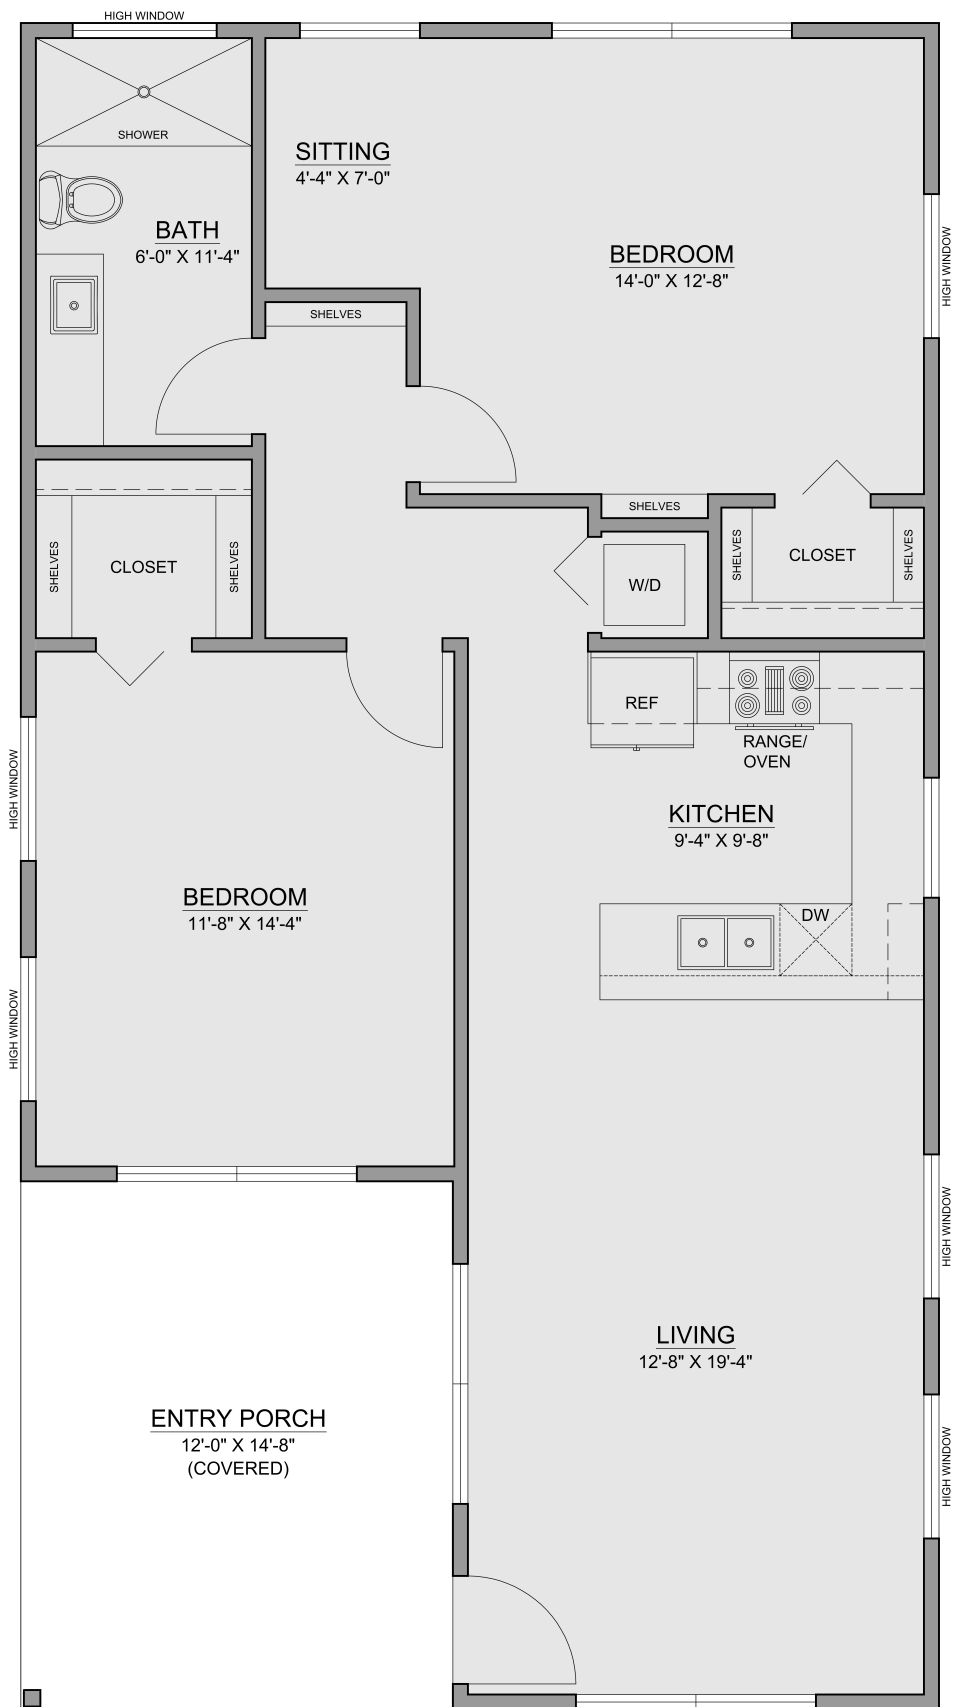 HIGH WINDOW
SHOWER
SITTING
4'-4" X 7'-0"
BATH
6'-0" X 11'-4"
BEDROOM
14'-0" X 12'-8"
HIGH WINDOW
SHELVES
SHELVES
SHELVES
CLOSET
SHELVES
W/D
SHELVES
CLOSET
SHELVES
REF
RANGE/
OVEN
HIGH WINDOW
KITCHEN
9'-4" X 9'-8"
BEDROOM
11'-8" X 14'-4"
DW
HIGH WINDOW
HIGH WINDOW
LIVING
12'-8" X 19'-4"
ENTRY PORCH
12'-0" X 14'-8"
(COVERED)
HIGH WINDOW